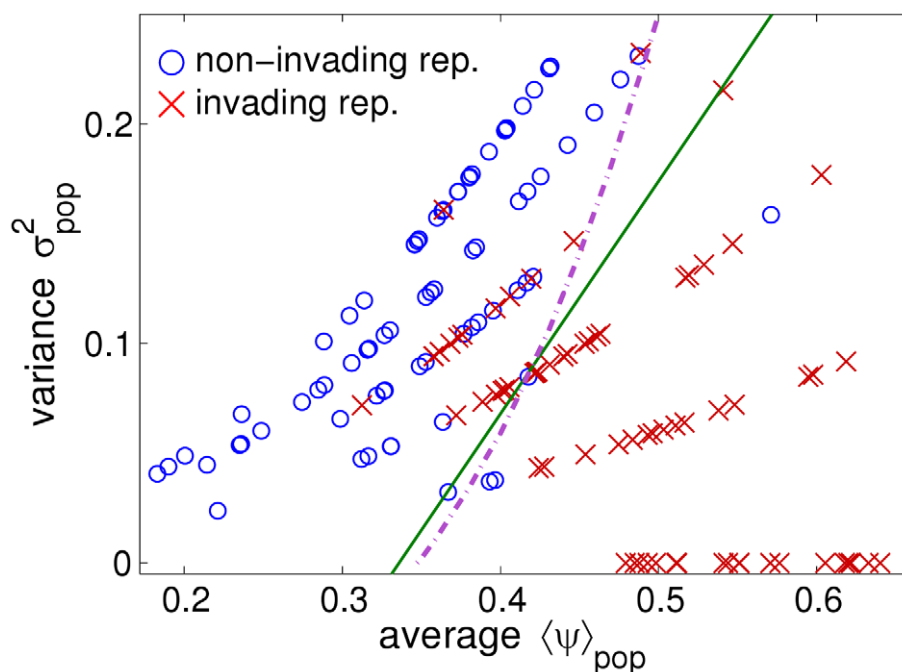 variance σ²pop
0.2
0.1
0
non-invading rep.
invading rep.
0.2 0.3 0.4 0.5 0.6
average ⟨ψ⟩pop